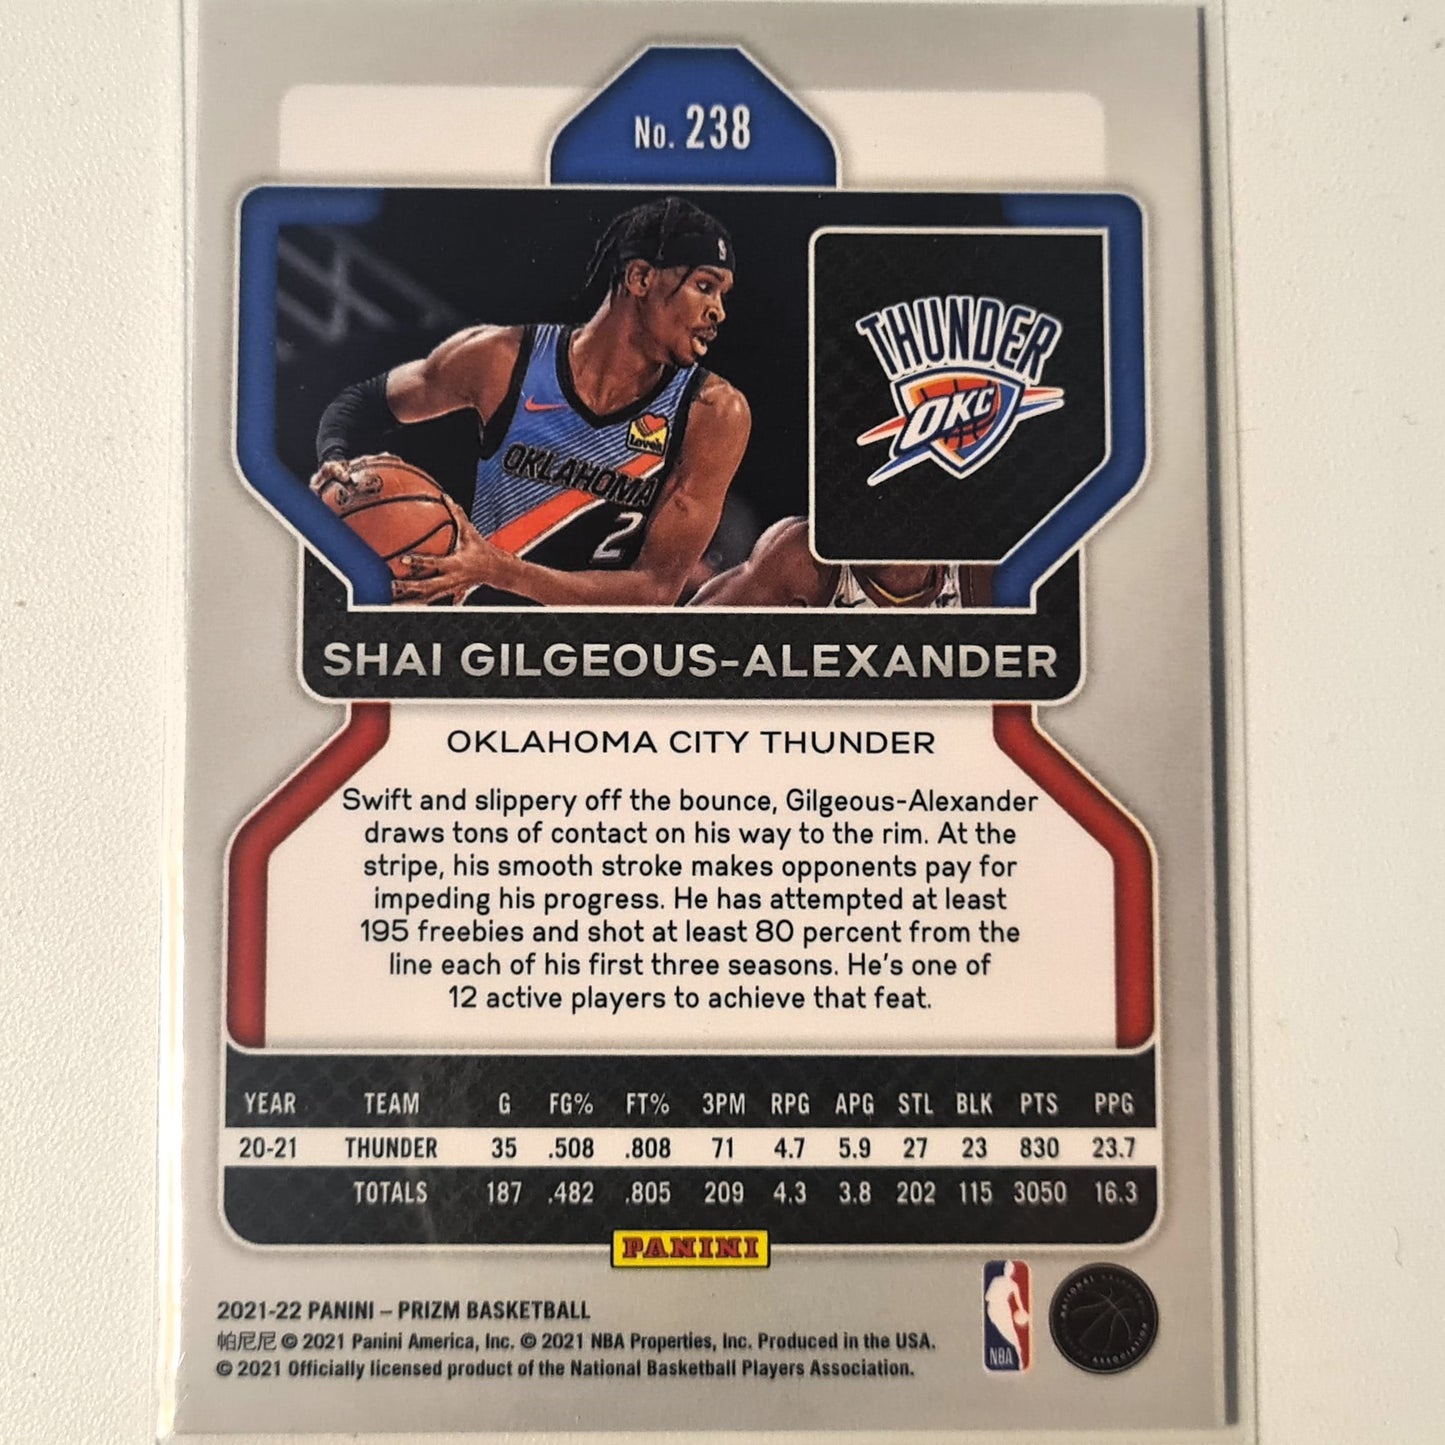 No. 238
THUNDER
OKC
Love's
OKLAHOMA
2
SHAI GILGEOUS-ALEXANDER
OKLAHOMA CITY THUNDER
Swift and slippery off the bounce, Gilgeous-Alexander
draws tons of contact on his way to the rim. At the
stripe, his smooth stroke makes opponents pay for
impeding his progress. He has attempted at least
195 freebies and shot at least 80 percent from the
line each of his first three seasons. He's one of
12 active players to achieve that feat.
YEAR TEAM G FG% FT% 3PM RPG APG STL BLK PTS PPG
20-21 THUNDER 35 .508 .808 71 4.7 5.9 27 23 830 23.7
TOTALS 187 .482 .805 209 4.3 3.8 202 115 3050 16.3
PANINI
2021-22 PANINI – PRIZM BASKETBALL
帕尼尼 © 2021 Panini America, Inc. © 2021 NBA Properties, Inc. Produced in the USA.
© 2021 Officially licensed product of the National Basketball Players Association.
NBA
NATIONAL BASKETBALL PLAYERS ASSOCIATION